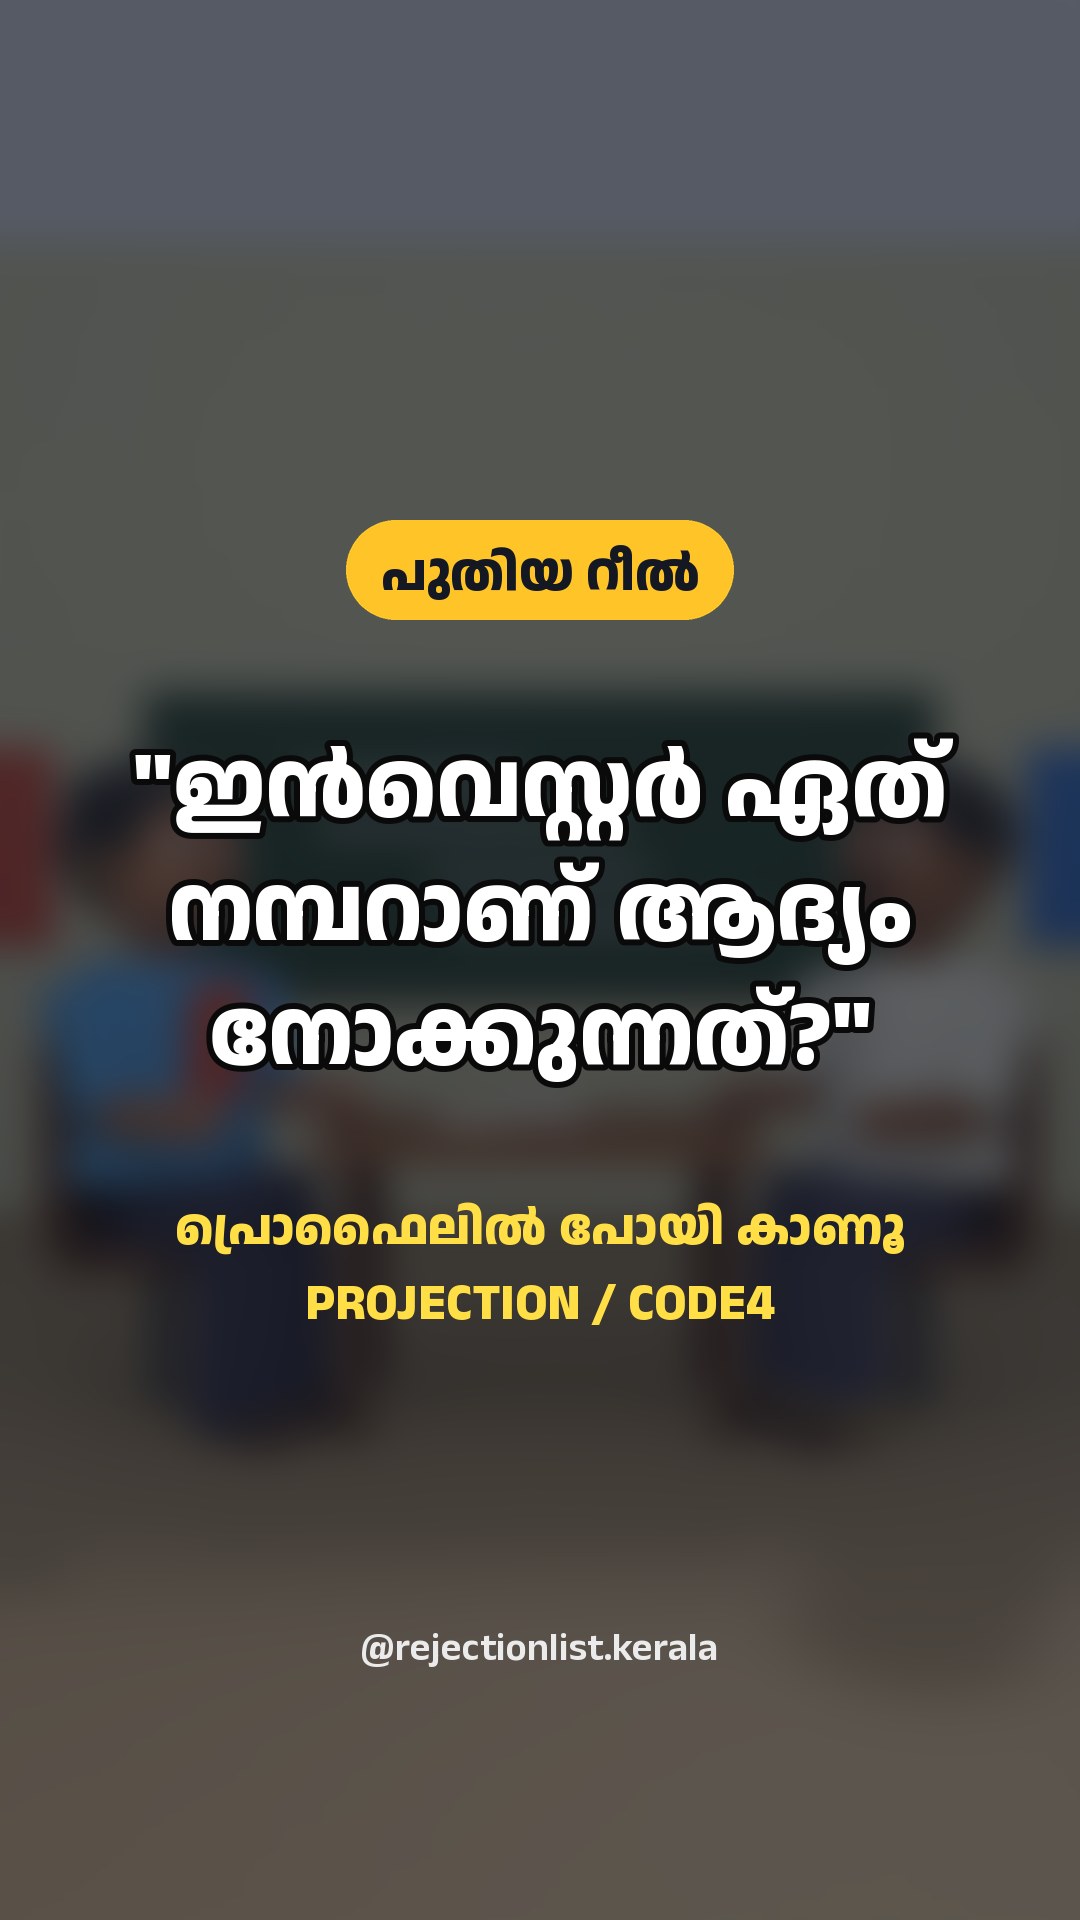 പുതിയ റീൽ
"ഇൻവെസ്റ്റർ ഏത്
നമ്പറാണ് ആദ്യം
നോക്കുന്നത്?"
പ്രൊഫൈലിൽ പോയി കാണൂ
PROJECTION / CODE4
@rejectionlist.kerala